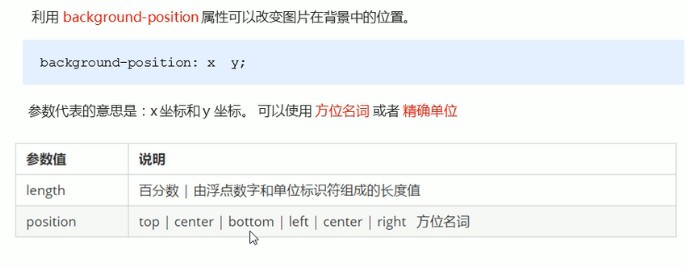 利用 background-position 属性可以改变图片在背景中的位置。
background-position: x y;
参数代表的意思是：x 坐标和 y 坐标。 可以使用 方位名词 或者 精确单位
参数值 说明
length 百分数 | 由浮点数字和单位标识符组成的长度值
position top | center | bottom | left | center | right 方位名词